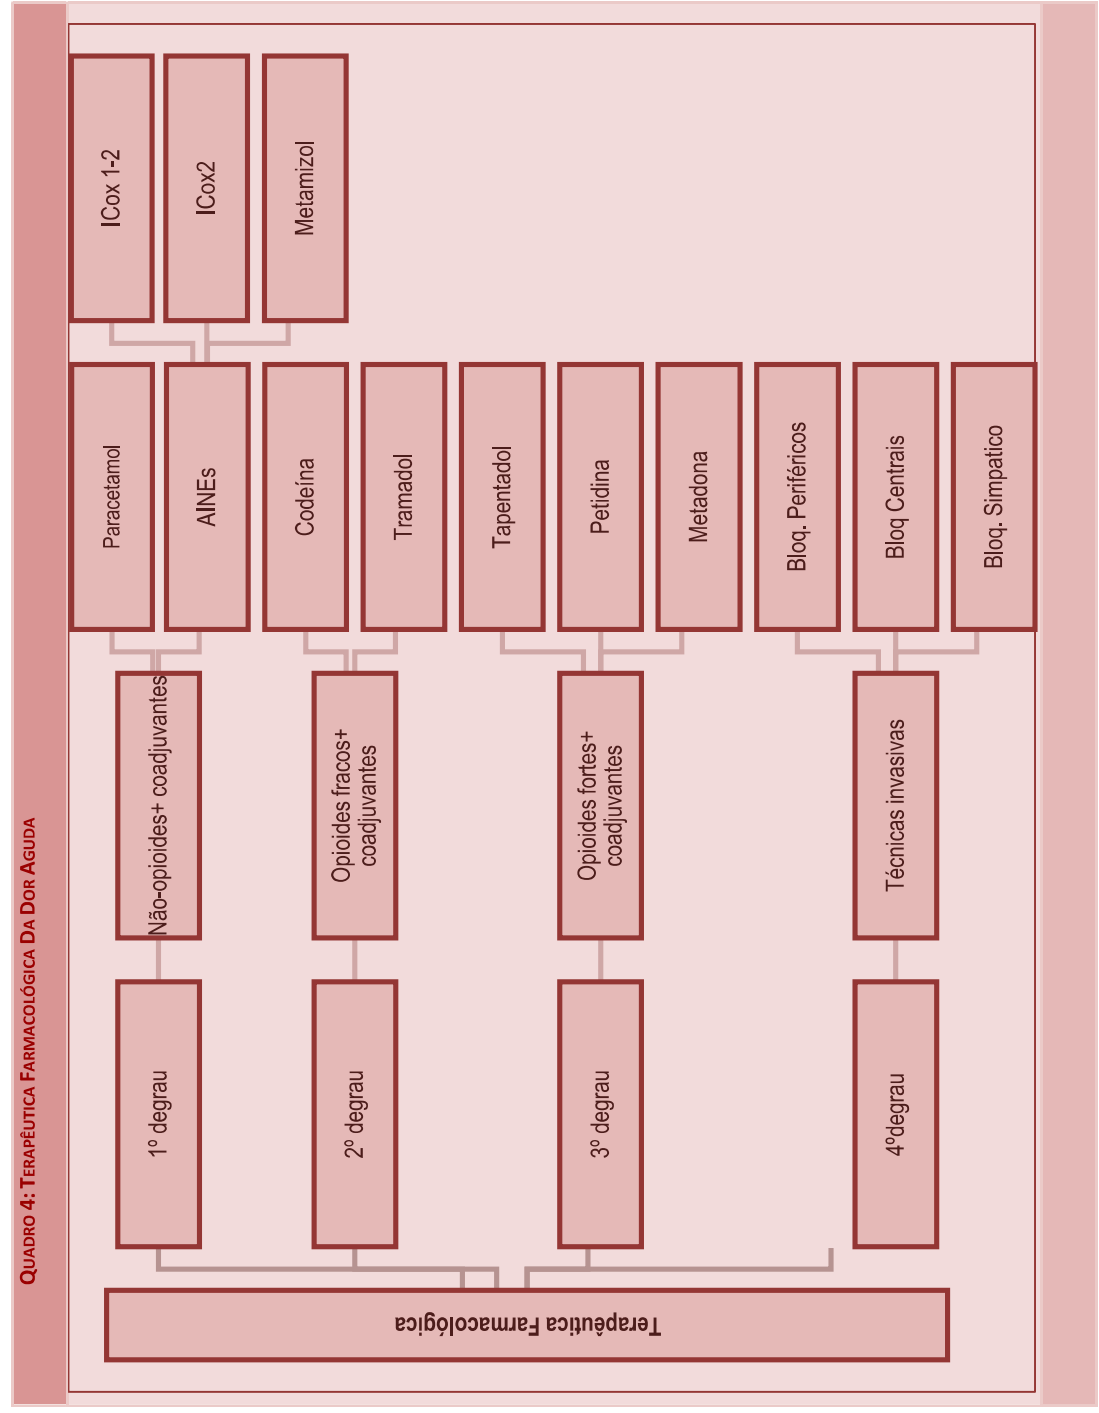 QUADRO 4: TERAPÊUTICA FARMACOLÓGICA DA DOR AGUDA
Terapêutica Farmacológica
1º degrau
Não-opioides+ coadjuvantes
Paracetamol
AINEs
ICox 1-2
ICox2
Metamizol
2º degrau
Opioides fracos+
coadjuvantes
Codeína
Tramadol
3º degrau
Opioides fortes+
coadjuvantes
Tapentadol
Petidina
Metadona
4ºdegrau
Técnicas invasivas
Bloq. Periféricos
Bloq Centrais
Bloq. Simpatico